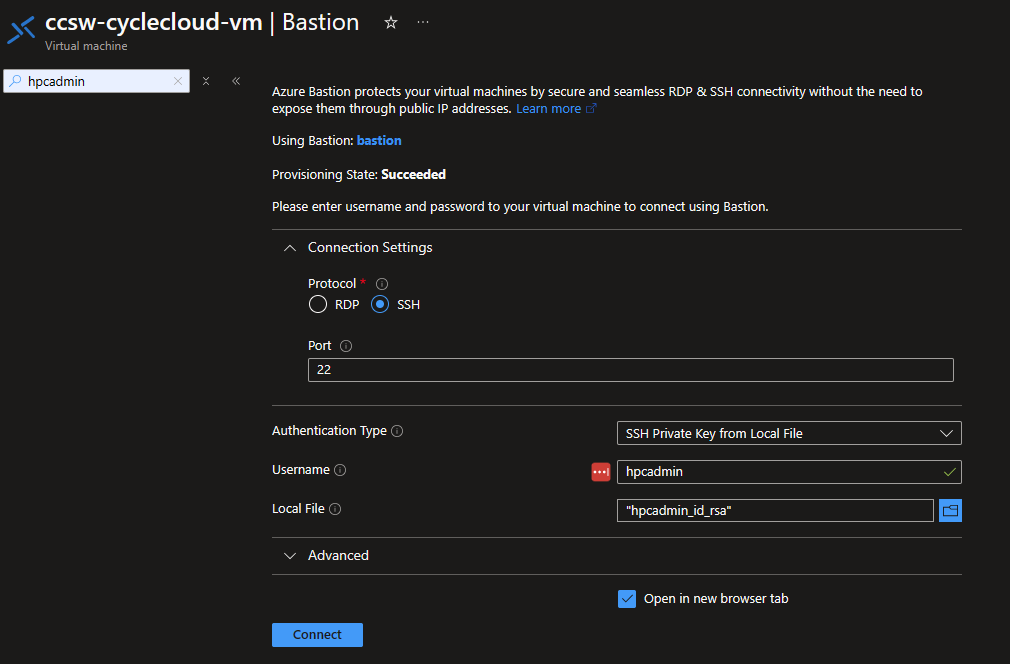 ccsw-cyclecloud-vm | Bastion
Virtual machine
hpcadmin
Azure Bastion protects your virtual machines by secure and seamless RDP & SSH connectivity without the need to
expose them through public IP addresses. Learn more
Using Bastion: bastion
Provisioning State: Succeeded
Please enter username and password to your virtual machine to connect using Bastion.
Connection Settings
Protocol *
RDP SSH
Port
22
Authentication Type SSH Private Key from Local File
Username hpcadmin
Local File "hpcadmin_id_rsa"
Advanced
Open in new browser tab
Connect